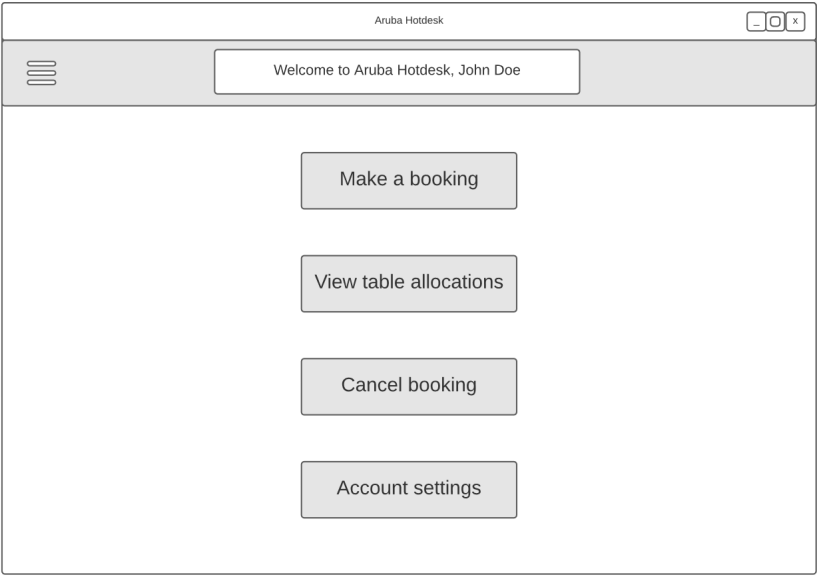 Aruba Hotdesk
_ x
Welcome to Aruba Hotdesk, John Doe
Make a booking
View table allocations
Cancel booking
Account settings